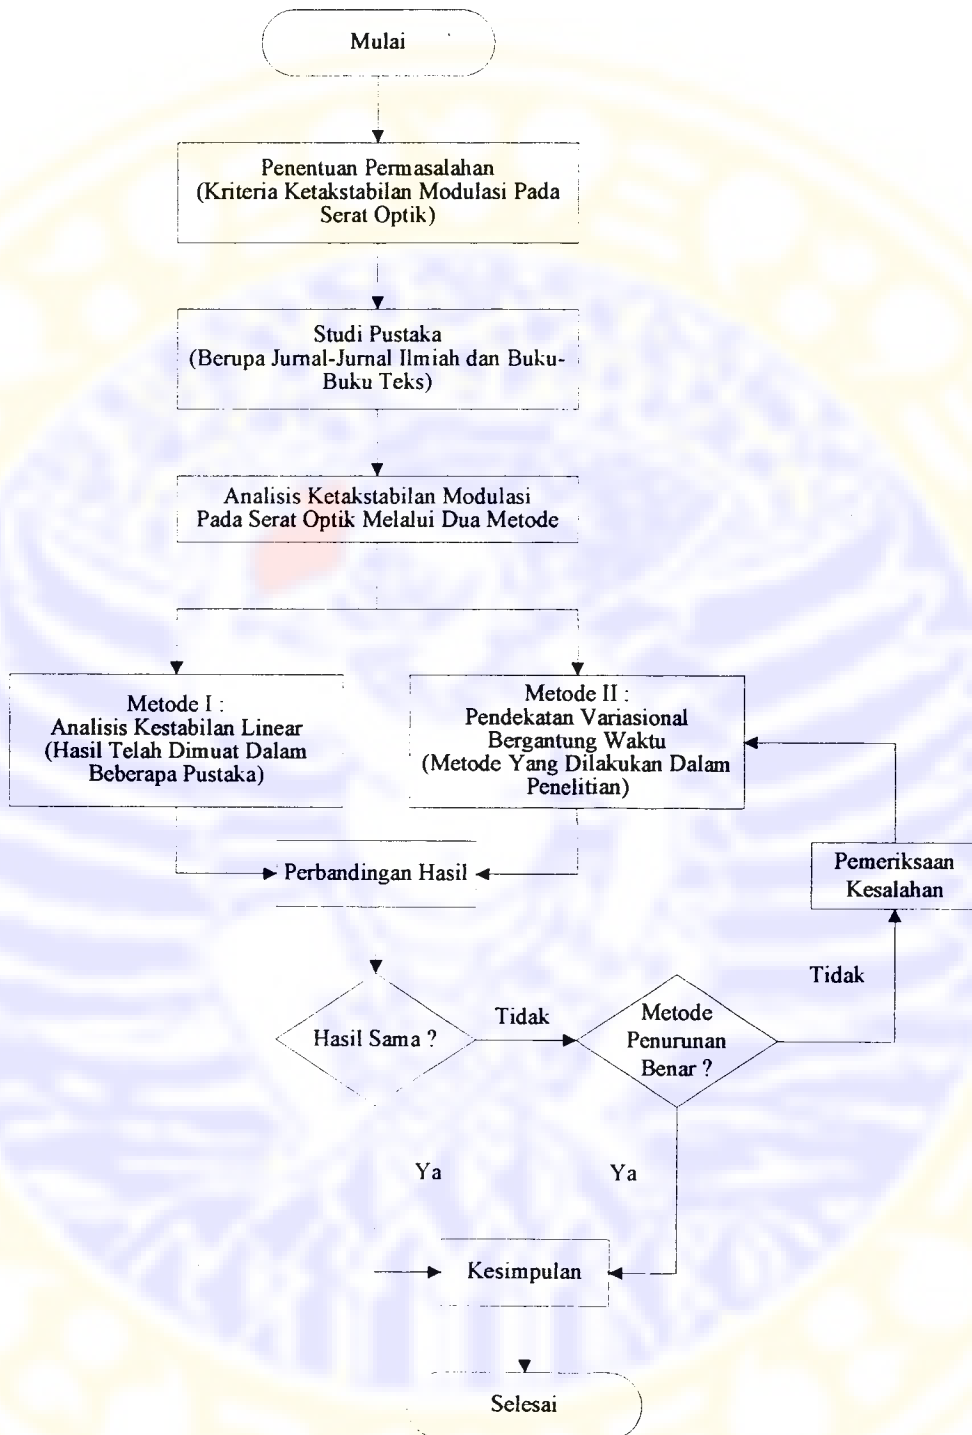 Mulai
Penentuan Permasalahan
(Kriteria Ketakstabilan Modulasi Pada
Serat Optik)
Studi Pustaka
(Berupa Jurnal-Jurnal Ilmiah dan Buku-
Buku Teks)
Analisis Ketakstabilan Modulasi
Pada Serat Optik Melalui Dua Metode
Metode I :
Analisis Kestabilan Linear
(Hasil Telah Dimuat Dalam
Beberapa Pustaka)
Metode II :
Pendekatan Variasional
Bergantung Waktu
(Metode Yang Dilakukan Dalam
Penelitian)
Perbandingan Hasil
Pemeriksaan
Kesalahan
Tidak
Hasil Sama ?
Tidak
Metode
Penurunan
Benar ?
Ya
Ya
Kesimpulan
Selesai